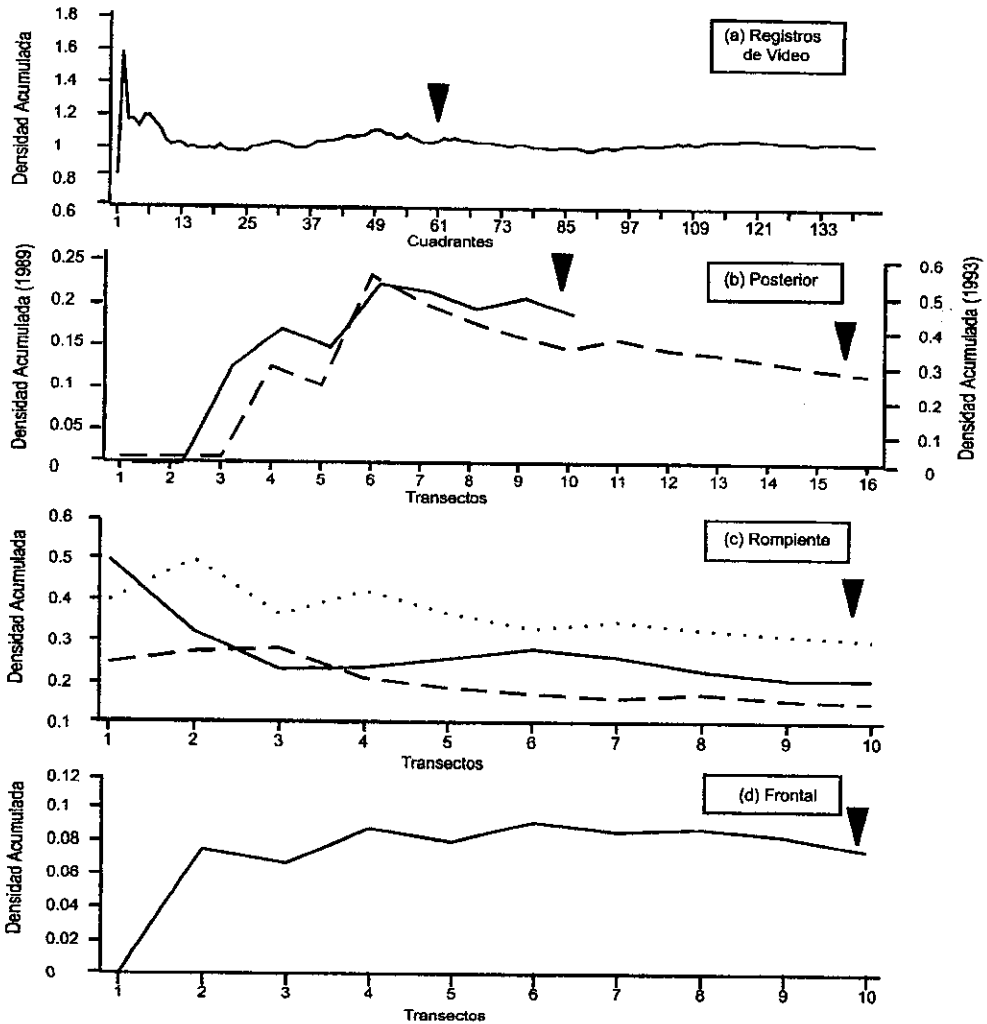 (a) Registros
de Video
Densidad Acumulada
1.8
1.6
1.4
1.2
1
0.8
0.6
1 13 25 37 49 61 73 85 97 109 121 133
Cuadrantes
(b) Posterior
Densidad Acumulada (1989)
0.25
0.2
0.15
0.1
0.05
0
Densidad Acumulada (1993)
0.6
0.5
0.4
0.3
0.2
0.1
0
1 2 3 4 5 6 7 8 9 10 11 12 13 14 15 16
Transectos
(c) Rompiente
Densidad Acumulada
0.6
0.5
0.4
0.3
0.2
0.1
1 2 3 4 5 6 7 8 9 10
Transectos
(d) Frontal
Densidad Acumulada
0.12
0.1
0.08
0.06
0.04
0.02
0
1 2 3 4 5 6 7 8 9 10
Transectos